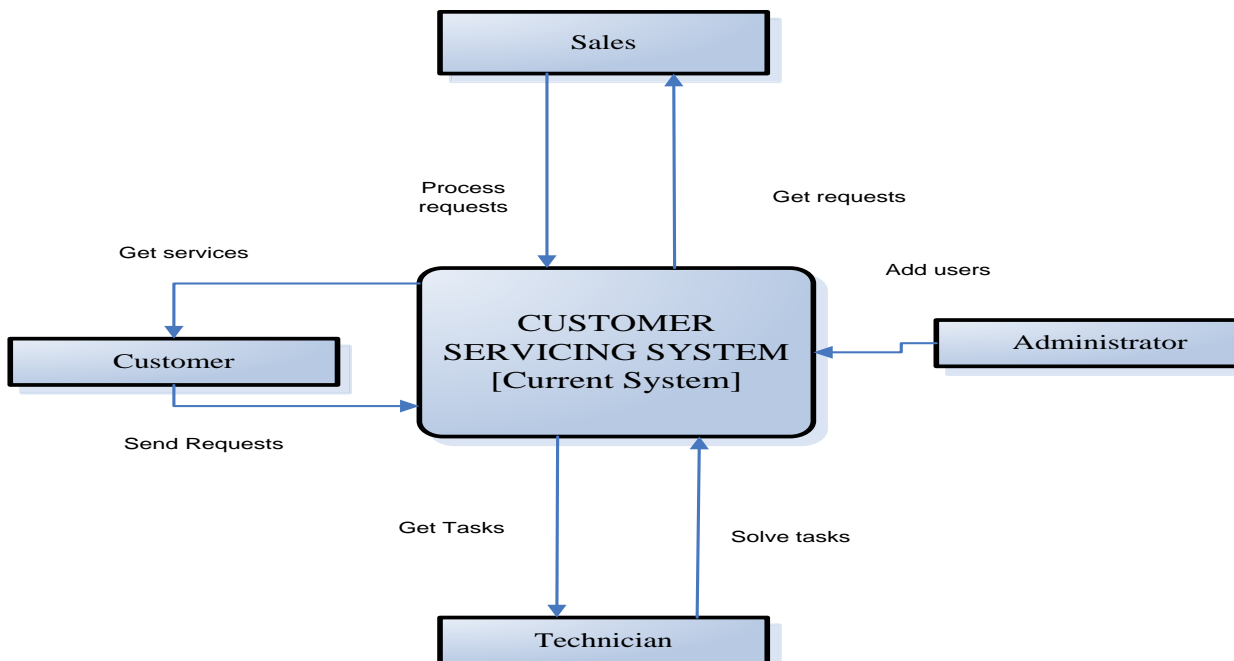 Sales
Process
requests
Get requests
Get services
Add users
CUSTOMER
SERVICING SYSTEM
[Current System]
Administrator
Customer
Send Requests
Get Tasks
Solve tasks
Technician